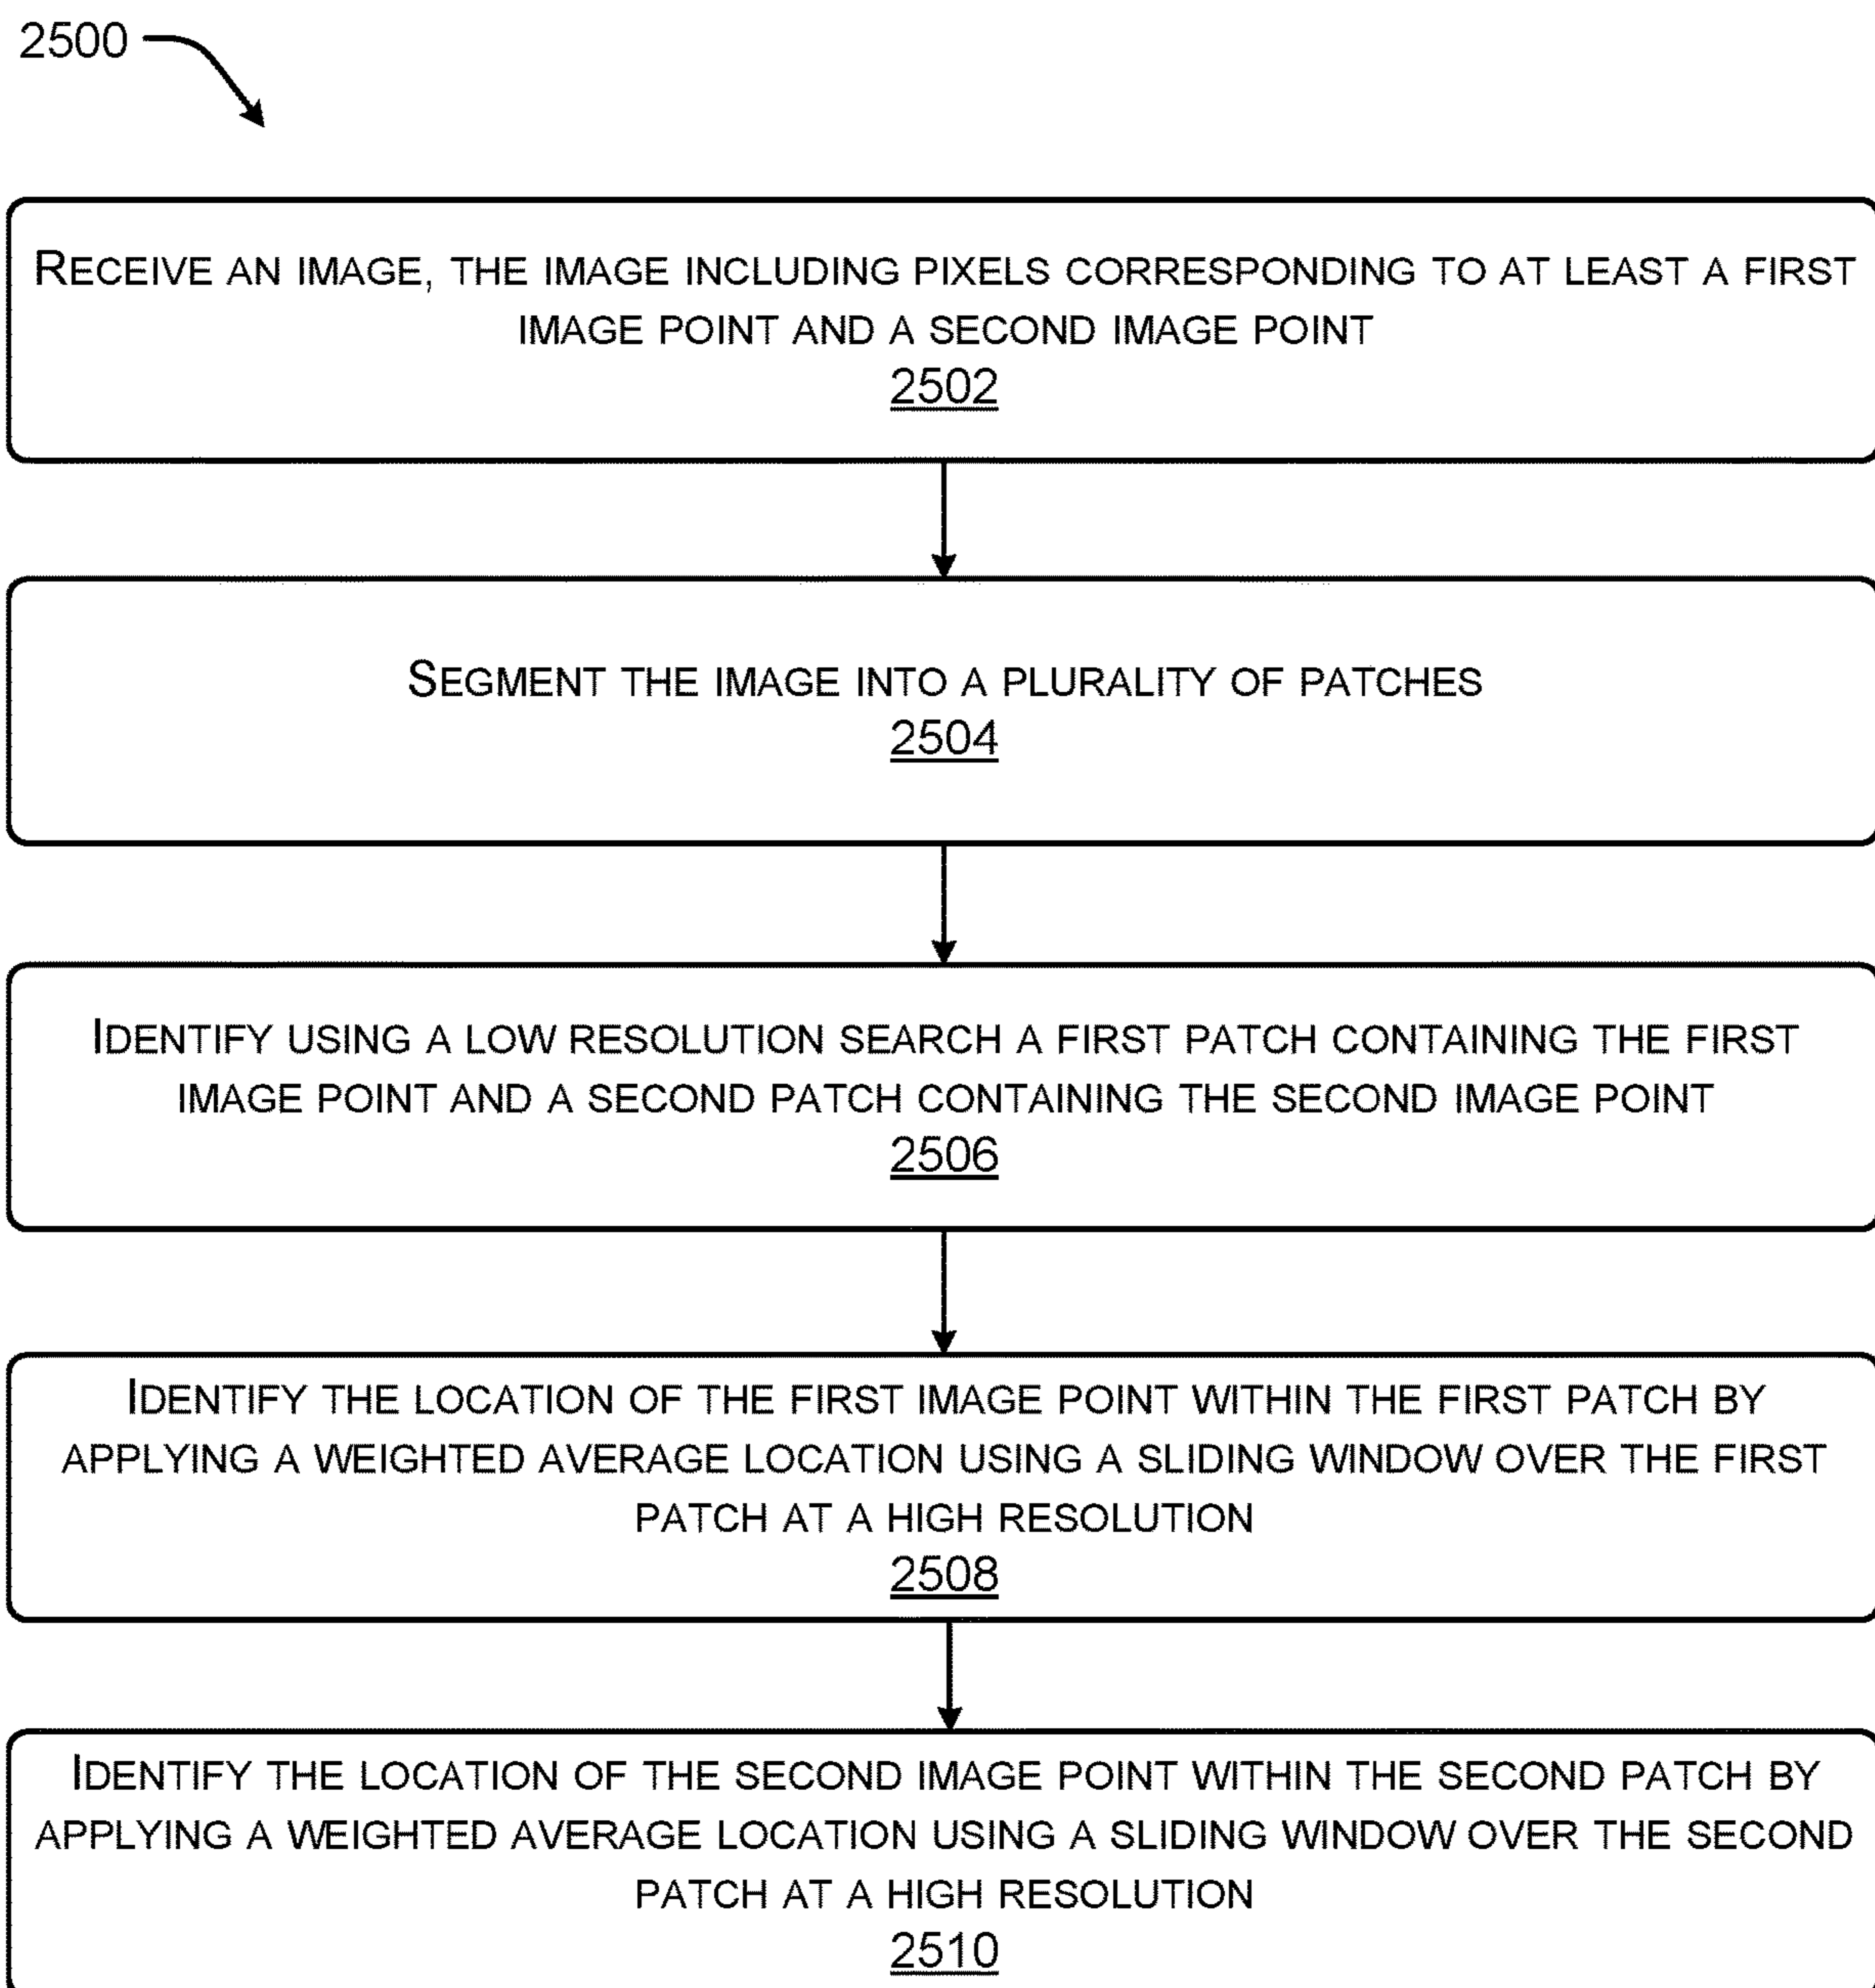 2500
RECEIVE AN IMAGE, THE IMAGE INCLUDING PIXELS CORRESPONDING TO AT LEAST A FIRST
IMAGE POINT AND A SECOND IMAGE POINT
2502
SEGMENT THE IMAGE INTO A PLURALITY OF PATCHES
2504
IDENTIFY USING A LOW RESOLUTION SEARCH A FIRST PATCH CONTAINING THE FIRST
IMAGE POINT AND A SECOND PATCH CONTAINING THE SECOND IMAGE POINT
2506
IDENTIFY THE LOCATION OF THE FIRST IMAGE POINT WITHIN THE FIRST PATCH BY
APPLYING A WEIGHTED AVERAGE LOCATION USING A SLIDING WINDOW OVER THE FIRST
PATCH AT A HIGH RESOLUTION
2508
IDENTIFY THE LOCATION OF THE SECOND IMAGE POINT WITHIN THE SECOND PATCH BY
APPLYING A WEIGHTED AVERAGE LOCATION USING A SLIDING WINDOW OVER THE SECOND
PATCH AT A HIGH RESOLUTION
2510